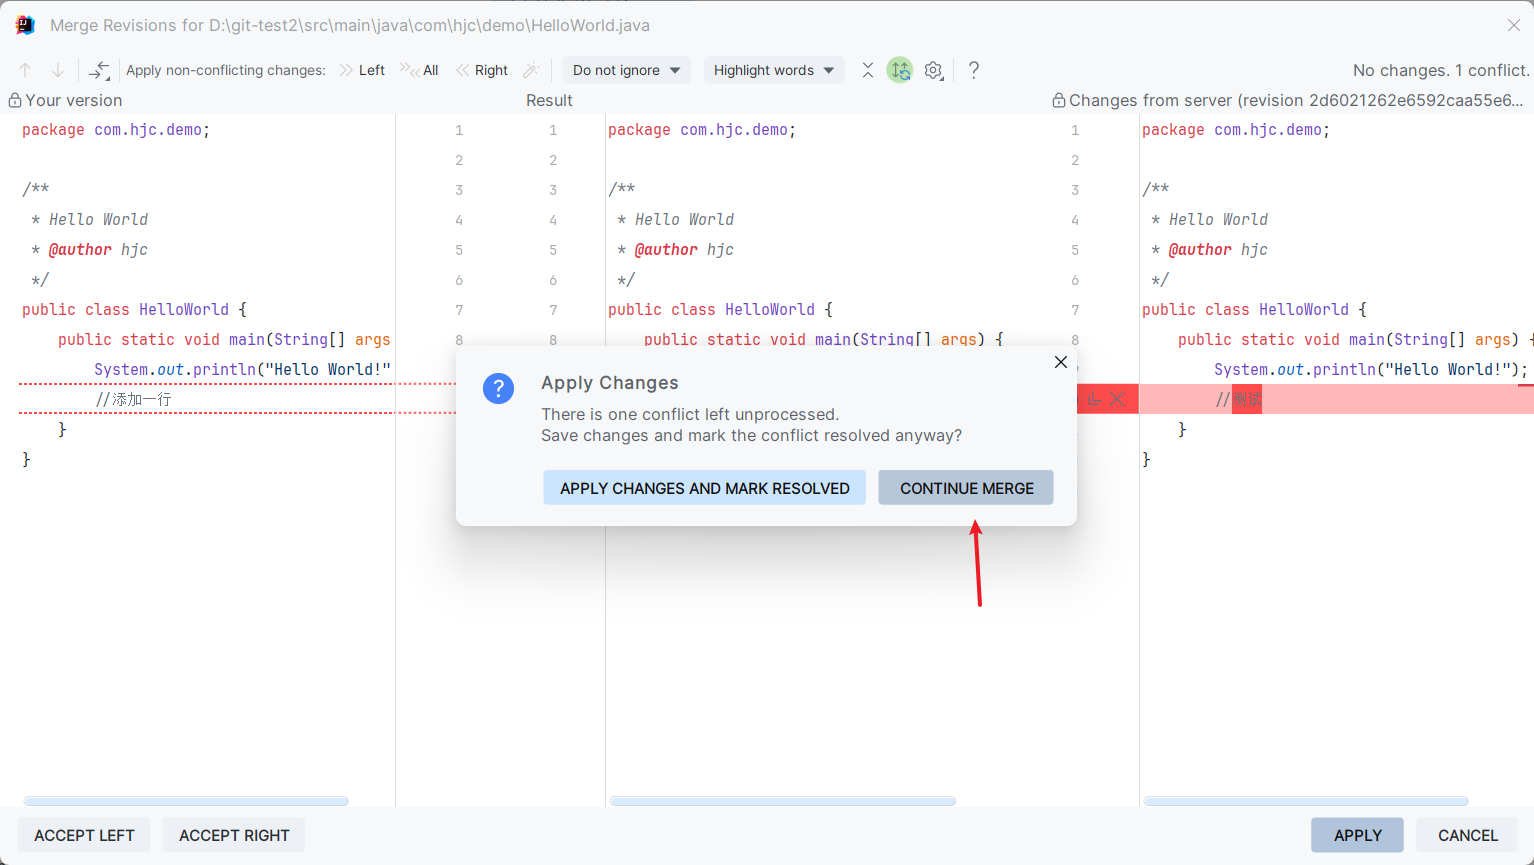 Merge Revisions for D:\git-test2\src\main\java\com\hjc\demo\HelloWorld.java
Apply non-conflicting changes: Left All Right Do not ignore Highlight words ? No changes. 1 conflict.
Your version Result Changes from server (revision 2d6021262e6592caa55e6...
package com.hjc.demo; 1 1 package com.hjc.demo; 1 package com.hjc.demo;
2 2 2
/** 3 3 /** 3 /**
* Hello World 4 4 * Hello World 4 * Hello World
* @author hjc 5 5 * @author hjc 5 * @author hjc
*/ 6 6 */ 6 */
public class HelloWorld { 7 7 public class HelloWorld { 7 public class HelloWorld {
public static void main(String[] args 8 8 public static void main(String[] args) { 8 public static void main(String[] args) {
System.out.println("Hello World!" System.out.println("Hello World!");
//添加一行 //测试
} }
} }
Apply Changes
There is one conflict left unprocessed.
Save changes and mark the conflict resolved anyway?
APPLY CHANGES AND MARK RESOLVED CONTINUE MERGE
ACCEPT LEFT ACCEPT RIGHT APPLY CANCEL